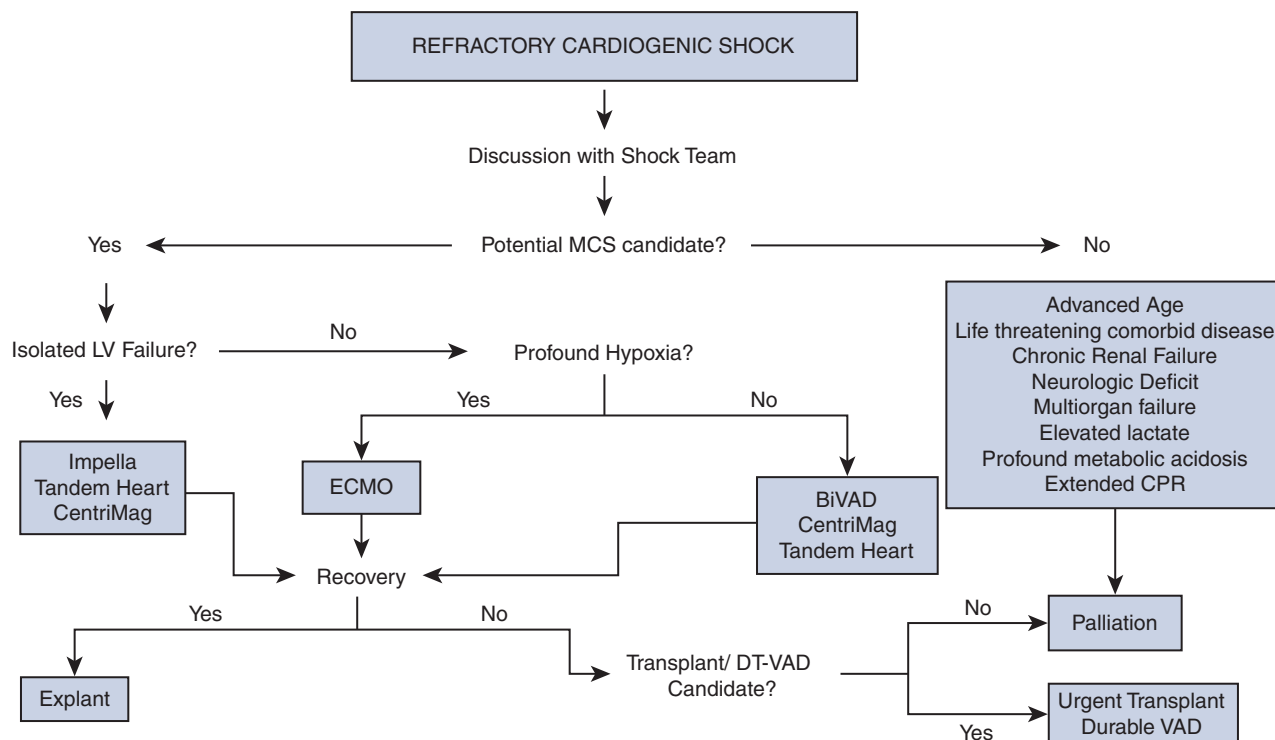 REFRACTORY CARDIOGENIC SHOCK
Discussion with Shock Team
Yes
Potential MCS candidate?
No
Isolated LV Failure?
No
Profound Hypoxia?
Advanced Age
Life threatening comorbid disease
Chronic Renal Failure
Neurologic Deficit
Multiorgan failure
Elevated lactate
Profound metabolic acidosis
Extended CPR
Yes
Yes
No
Impella
Tandem Heart
CentriMag
ECMO
BiVAD
CentriMag
Tandem Heart
Recovery
Yes
No
No
Palliation
Explant
Transplant/ DT-VAD
Candidate?
Yes
Urgent Transplant
Durable VAD